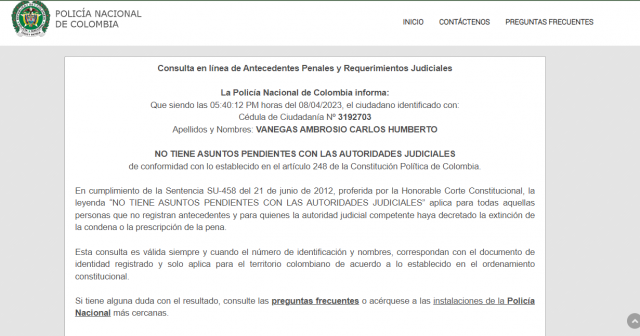 POLICÍA NACIONAL
DE COLOMBIA
INICIO CONTÁCTENOS PREGUNTAS FRECUENTES
Consulta en línea de Antecedentes Penales y Requerimientos Judiciales
La Policía Nacional de Colombia informa:
Que siendo las 05:40:12 PM horas del 08/04/2023, el ciudadano identificado con:
Cédula de Ciudadanía Nº 3192703
Apellidos y Nombres: VANEGAS AMBROSIO CARLOS HUMBERTO
NO TIENE ASUNTOS PENDIENTES CON LAS AUTORIDADES JUDICIALES
de conformidad con lo establecido en el artículo 248 de la Constitución Política de Colombia.
En cumplimiento de la Sentencia SU-458 del 21 de junio de 2012, proferida por la Honorable Corte Constitucional, la
leyenda "NO TIENE ASUNTOS PENDIENTES CON LAS AUTORIDADES JUDICIALES" aplica para todas aquellas
personas que no registran antecedentes y para quienes la autoridad judicial competente haya decretado la extinción de
la condena o la prescripción de la pena.
Esta consulta es válida siempre y cuando el número de identificación y nombres, correspondan con el documento de
identidad registrado y solo aplica para el territorio colombiano de acuerdo a lo establecido en el ordenamiento
constitucional.
Si tiene alguna duda con el resultado, consulte las preguntas frecuentes o acérquese a las instalaciones de la Policía
Nacional más cercanas.